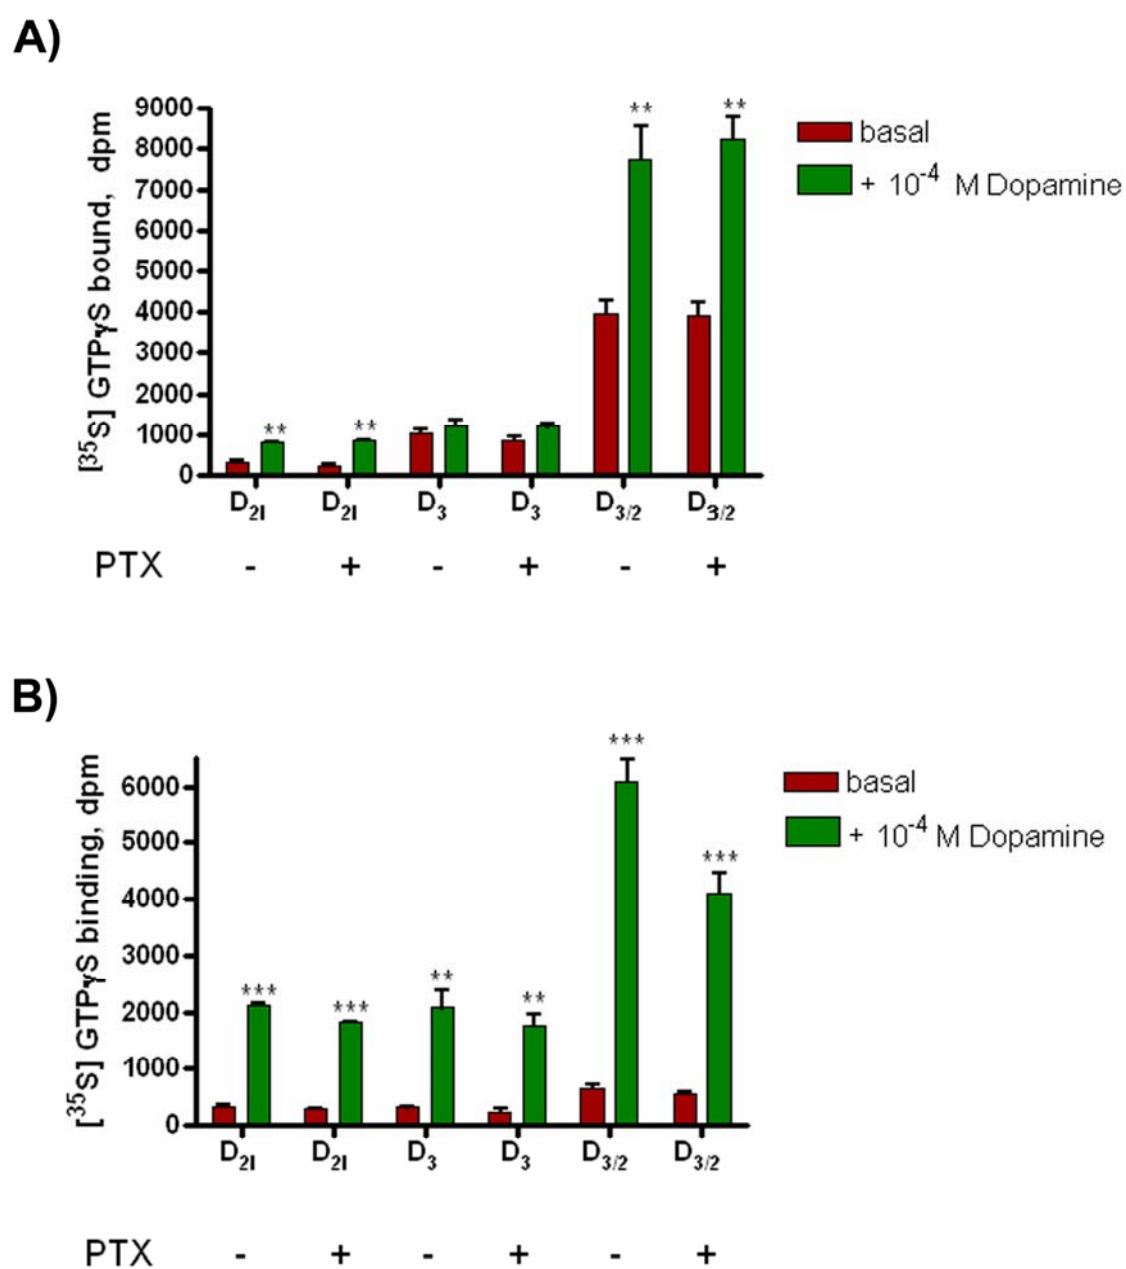 A)
[35S] GTPγS bound, dpm
9000
8000
7000
6000
5000
4000
3000
2000
1000
0
** ** ** **
basal
+ 10-4 M Dopamine
D2l D2l D3 D3 D3/2 D3/2
PTX - + - + - +
B)
[35S] GTPγS binding, dpm
6000
5000
4000
3000
2000
1000
0
*** *** ** ** *** ***
basal
+ 10-4 M Dopamine
D2l D2l D3 D3 D3/2 D3/2
PTX - + - + - +